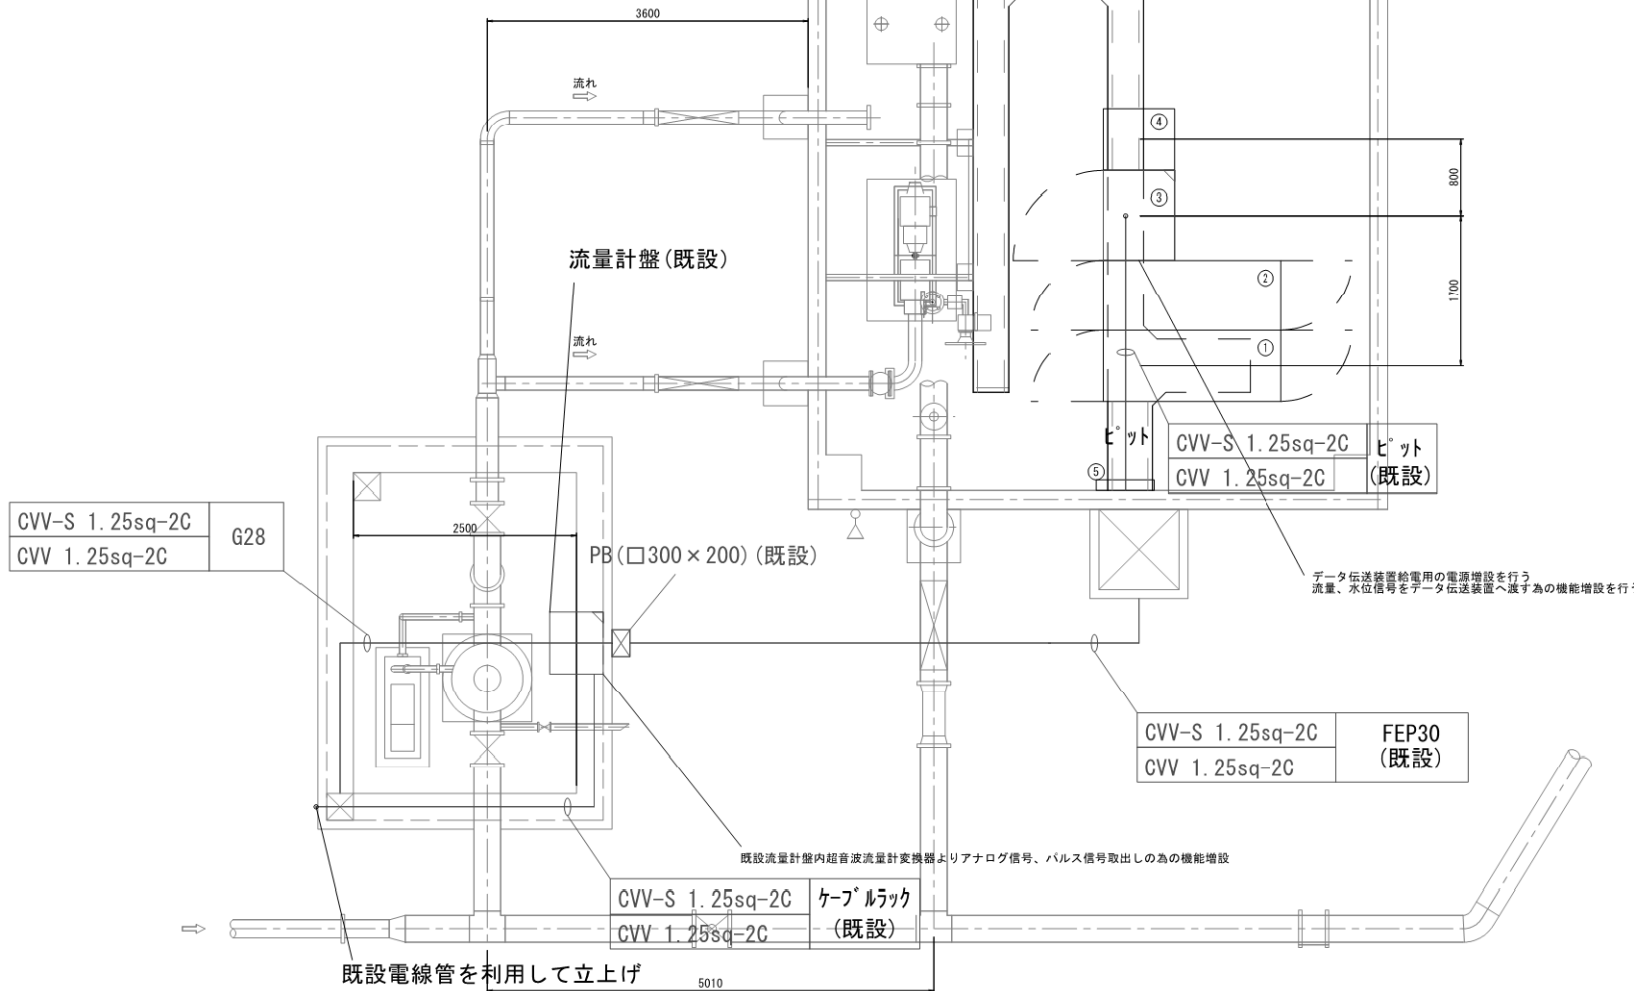 3600
流れ
④
800
③
流量計盤(既設)
②
1700
流れ
①
ピット
CVV-S 1.25sq-2C
CVV 1.25sq-2C
ピット
(既設)
⑤
CVV-S 1.25sq-2C
CVV 1.25sq-2C
G28
2500
PB(□300×200)(既設)
データ伝送装置給電用の電源増設を行う
流量、水位信号をデータ伝送装置へ渡す為の機能増設を行う
CVV-S 1.25sq-2C
CVV 1.25sq-2C
FEP30
(既設)
既設流量計盤内超音波流量計変換器よりアナログ信号、パルス信号取出しの為の機能増設
CVV-S 1.25sq-2C
CVV 1.25sq-2C
ケーブルラック
(既設)
既設電線管を利用して立上げ
5010